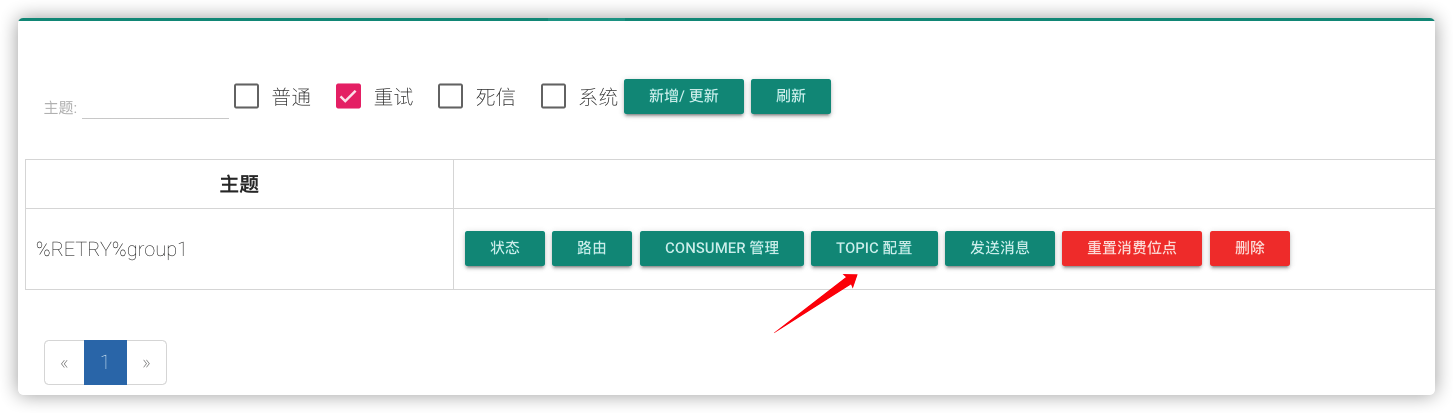 主题: 普通 重试 死信 系统 新增/ 更新 刷新
主题
%RETRY%group1 状态 路由 CONSUMER 管理 TOPIC 配置 发送消息 重置消费位点 删除
« 1 »